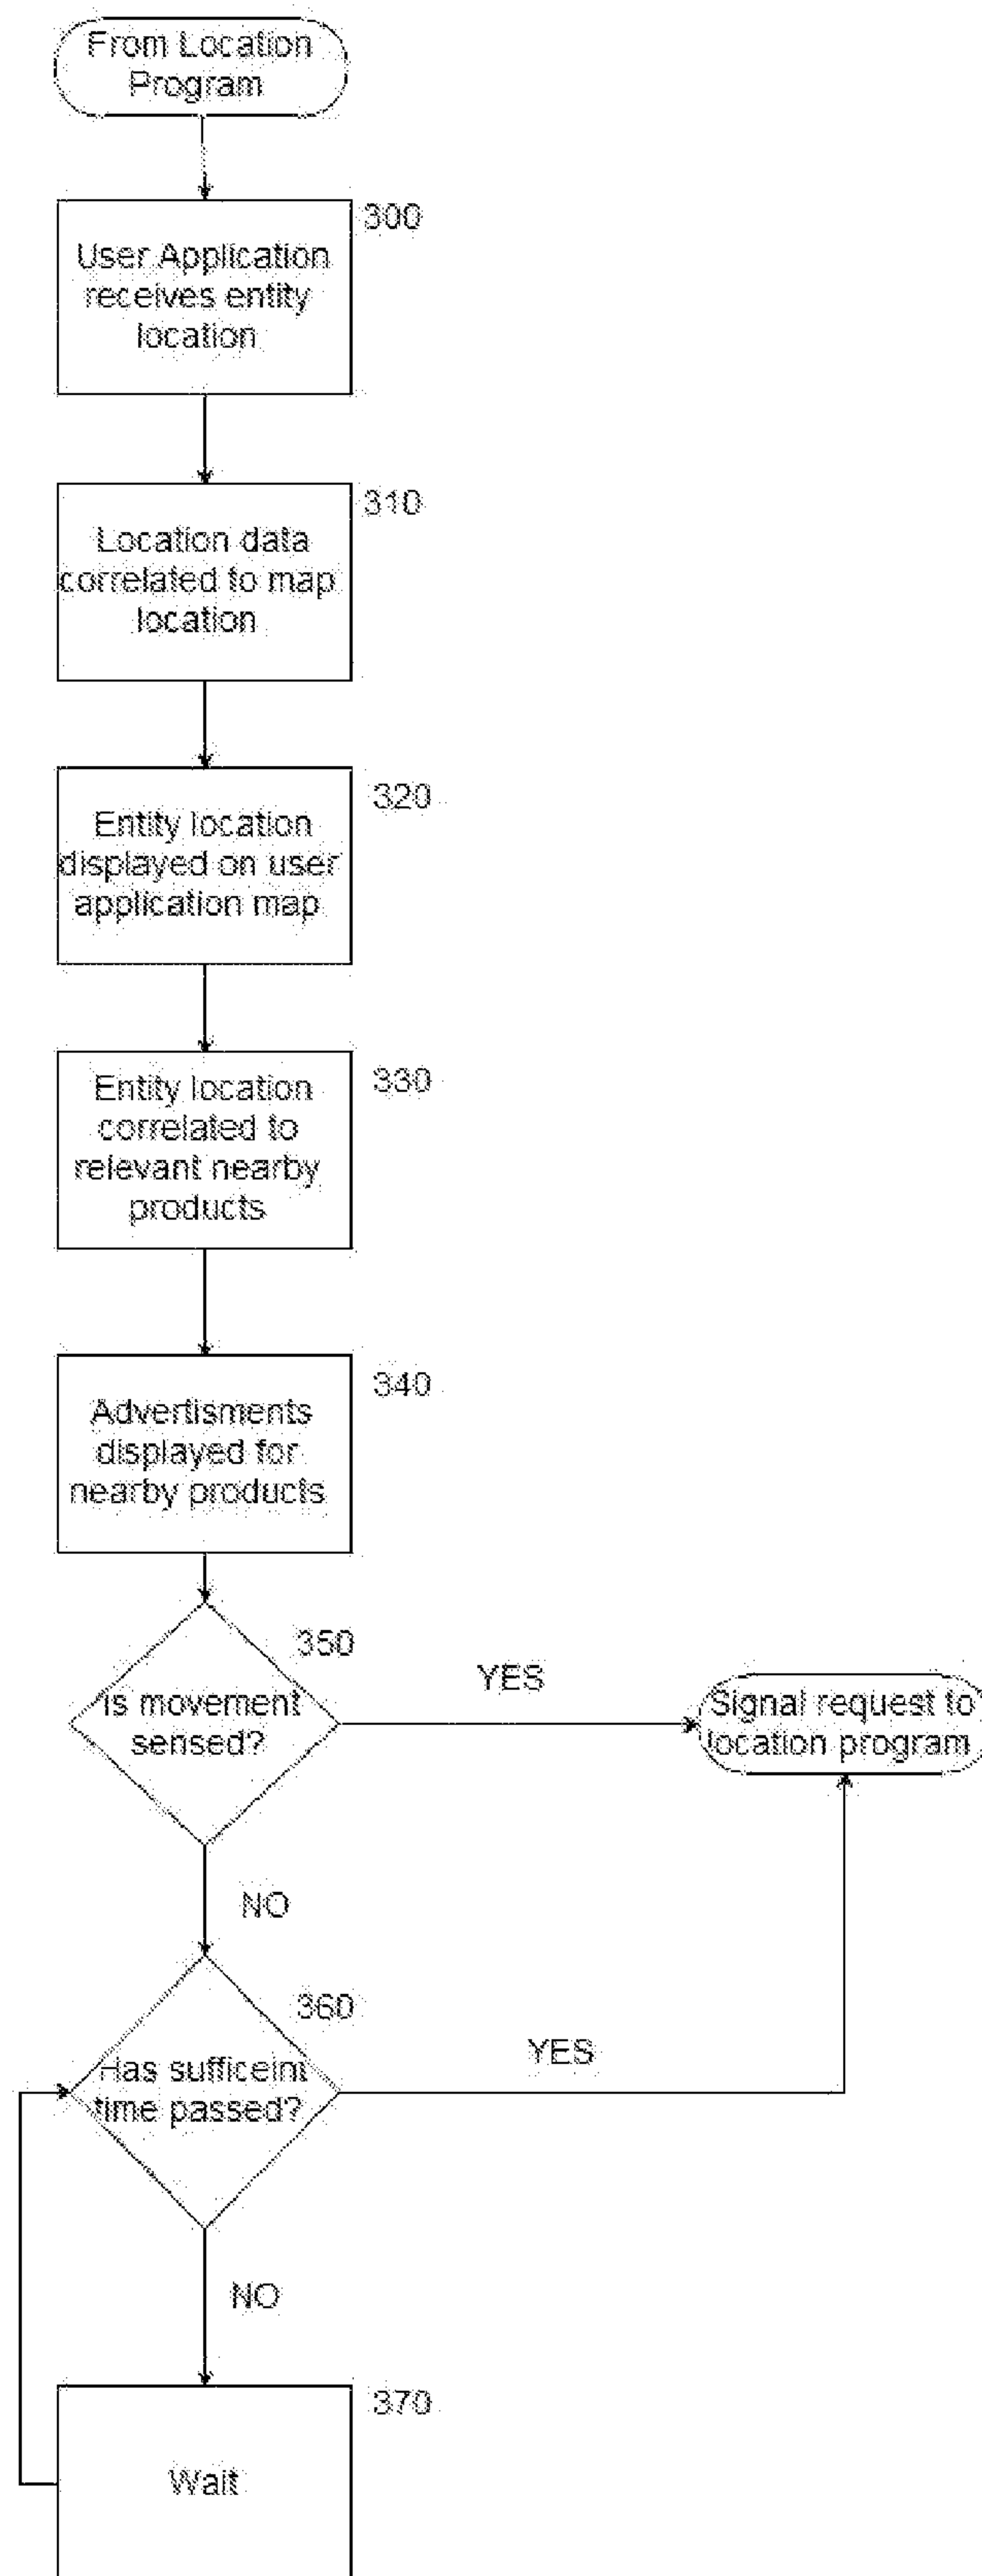 From Location
Program
300
User Application
receives entity
location
310
Location data
correlated to map
location
320
Entity location
displayed on user
application map
330
Entity location
correlated to
relevant nearby
products
340
Advertisments
displayed for
nearby products
350
Is movement
sensed?
YES
Signal request to
location program
NO
360
Has sufficeint
time passed?
YES
NO
370
Wait